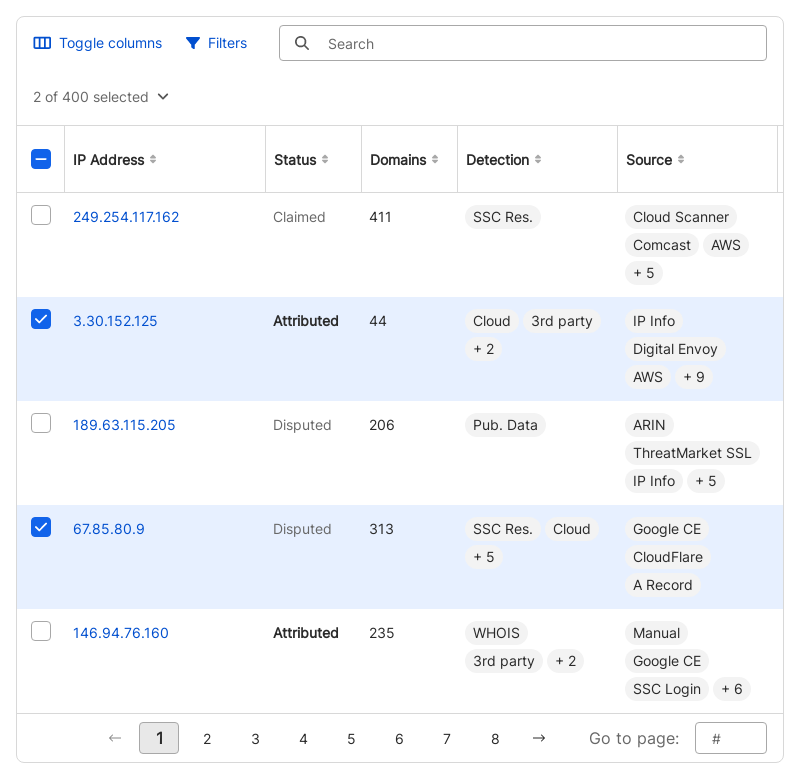 Toggle columns Filters Search
2 of 400 selected
IP Address Status Domains Detection Source
249.254.117.162 Claimed 411 SSC Res. Cloud Scanner
Comcast AWS
+ 5
3.30.152.125 Attributed 44 Cloud 3rd party IP Info
+ 2 Digital Envoy
AWS + 9
189.63.115.205 Disputed 206 Pub. Data ARIN
ThreatMarket SSL
IP Info + 5
67.85.80.9 Disputed 313 SSC Res. Cloud Google CE
+ 5 CloudFlare
A Record
146.94.76.160 Attributed 235 WHOIS Manual
3rd party + 2 Google CE
SSC Login + 6
1 2 3 4 5 6 7 8 Go to page: #